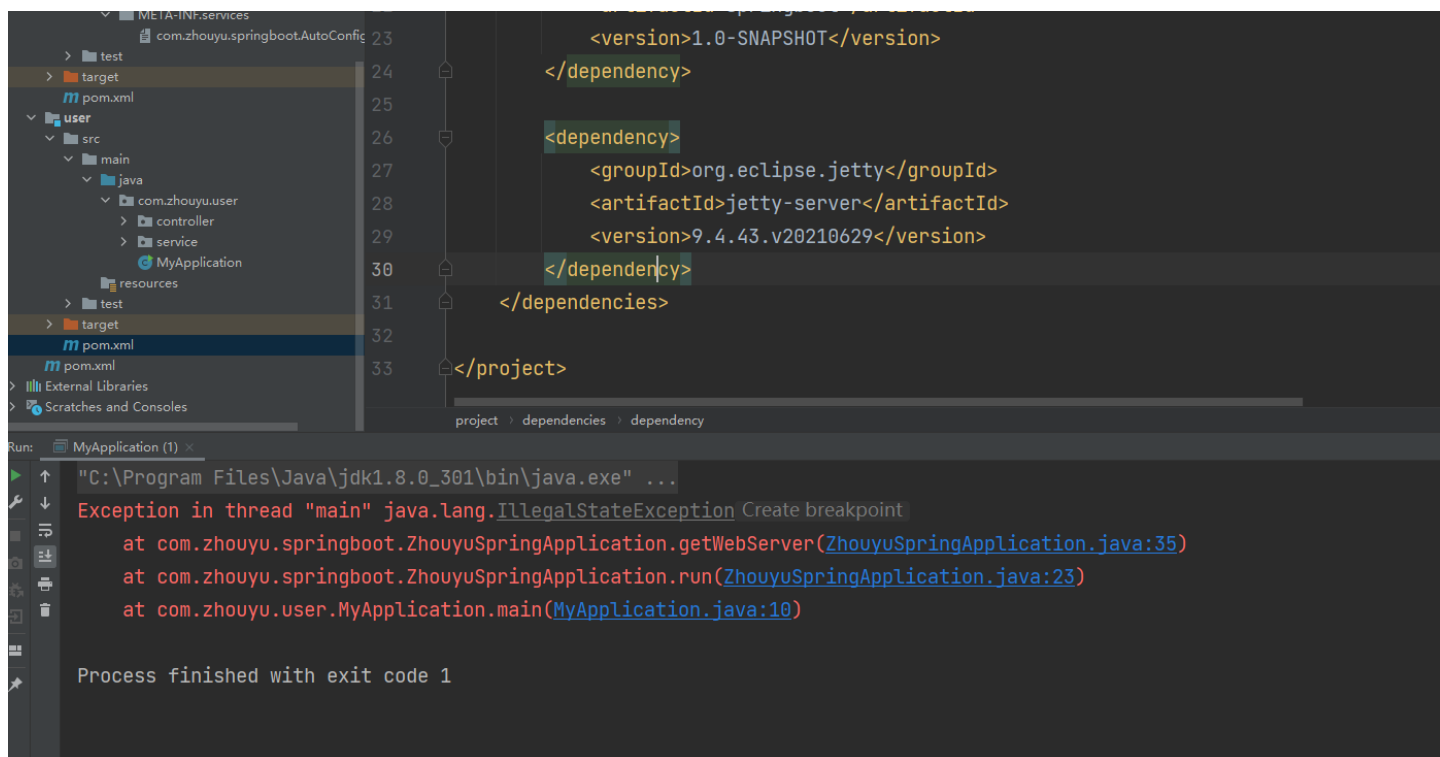 META-INF.services
com.zhouyu.springboot.AutoConfig
test
target
pom.xml
user
src
main
java
com.zhouyu.user
controller
service
MyApplication
resources
test
target
pom.xml
pom.xml
External Libraries
Scratches and Consoles
23 <version>1.0-SNAPSHOT</version>
24 </dependency>
25
26 <dependency>
27 <groupId>org.eclipse.jetty</groupId>
28 <artifactId>jetty-server</artifactId>
29 <version>9.4.43.v20210629</version>
30 </dependency>
31 </dependencies>
32
33 </project>
project > dependencies > dependency
Run: MyApplication (1) ×
"C:\Program Files\Java\jdk1.8.0_301\bin\java.exe" ...
Exception in thread "main" java.lang.IllegalStateException Create breakpoint
at com.zhouyu.springboot.ZhouyuSpringApplication.getWebServer(ZhouyuSpringApplication.java:35)
at com.zhouyu.springboot.ZhouyuSpringApplication.run(ZhouyuSpringApplication.java:23)
at com.zhouyu.user.MyApplication.main(MyApplication.java:10)
Process finished with exit code 1